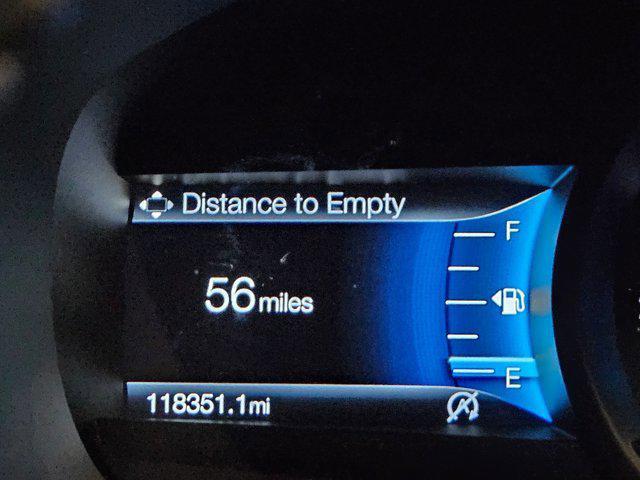 Distance to Empty
F
56 miles
E
118351.1mi